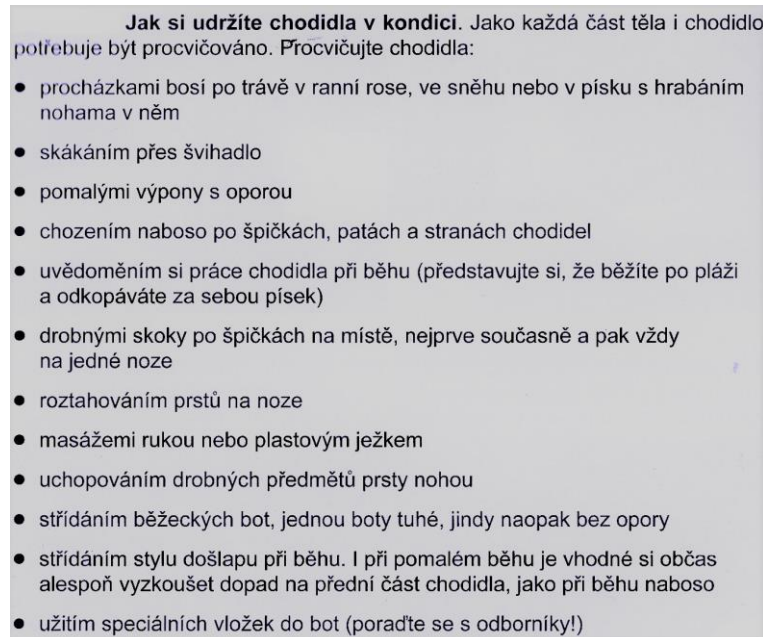 Jak si udržíte chodidla v kondici. Jako každá část těla i chodidlo
potřebuje být procvičováno. Procvičujte chodidla:
• procházkami bosí po trávě v ranní rose, ve sněhu nebo v písku s hrabáním
nohama v něm
• skákáním přes švihadlo
• pomalými výpony s oporou
• chozením naboso po špičkách, patách a stranách chodidel
• uvědoměním si práce chodidla při běhu (představujte si, že běžíte po pláži
a odkopáváte za sebou písek)
• drobnými skoky po špičkách na místě, nejprve současně a pak vždy
na jedné noze
• roztahováním prstů na noze
• masážemi rukou nebo plastovým ježkem
• uchopováním drobných předmětů prsty nohou
• střídáním běžeckých bot, jednou boty tuhé, jindy naopak bez opory
• střídáním stylu došlapu při běhu. I při pomalém běhu je vhodné si občas
alespoň vyzkoušet dopad na přední část chodidla, jako při běhu naboso
• užitím speciálních vložek do bot (poraďte se s odborníky!)